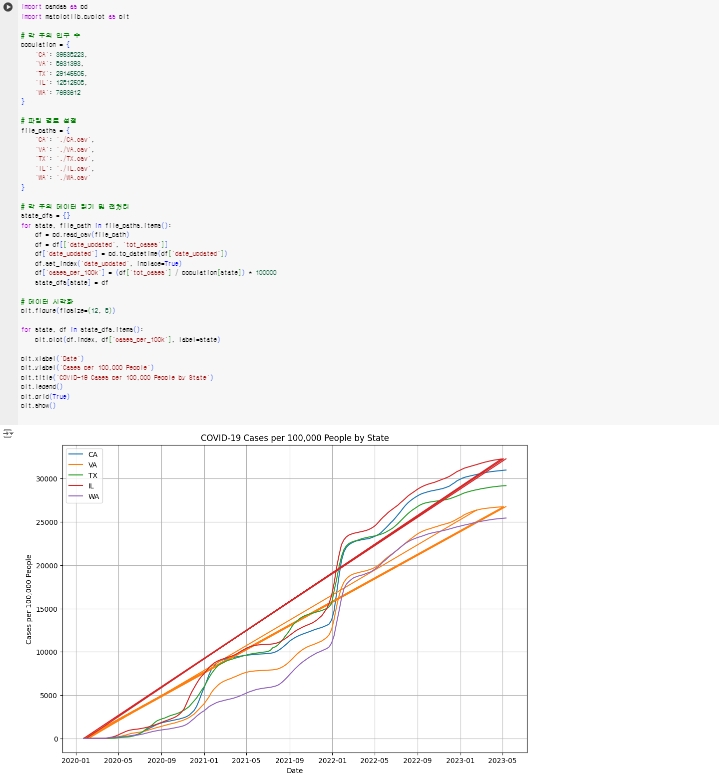 import pandas as pd
import matplotlib.pyplot as plt
# 각 주의 인구 수
population = {
'CA': 39538223,
'VA': 8631393,
'TX': 29145505,
'IL': 12812508,
'WA': 7693612
}
# 파일 경로 설정
file_paths = {
'CA': './CA.csv',
'VA': './VA.csv',
'TX': './TX.csv',
'IL': './IL.csv',
'WA': './WA.csv'
}
# 각 주의 데이터 읽기 및 전처리
state_dfs = {}
for state, file_path in file_paths.items():
df = pd.read_csv(file_path)
df = df[['date_updated', 'tot_cases']]
df['date_updated'] = pd.to_datetime(df['date_updated'])
df.set_index('date_updated', inplace=True)
df['cases_per_100k'] = (df['tot_cases'] / population[state]) * 100000
state_dfs[state] = df
# 데이터 시각화
plt.figure(figsize=(12, 8))
for state, df in state_dfs.items():
plt.plot(df.index, df['cases_per_100k'], label=state)
plt.xlabel('Date')
plt.ylabel('Cases per 100,000 People')
plt.title('COVID-19 Cases per 100,000 People by State')
plt.legend()
plt.grid(True)
plt.show()
COVID-19 Cases per 100,000 People by State
CA
VA
TX
IL
WA
30000
25000
20000
15000
10000
5000
0
Cases per 100,000 People
2020-01 2020-05 2020-09 2021-01 2021-05 2021-09 2022-01 2022-05 2022-09 2023-01 2023-05
Date